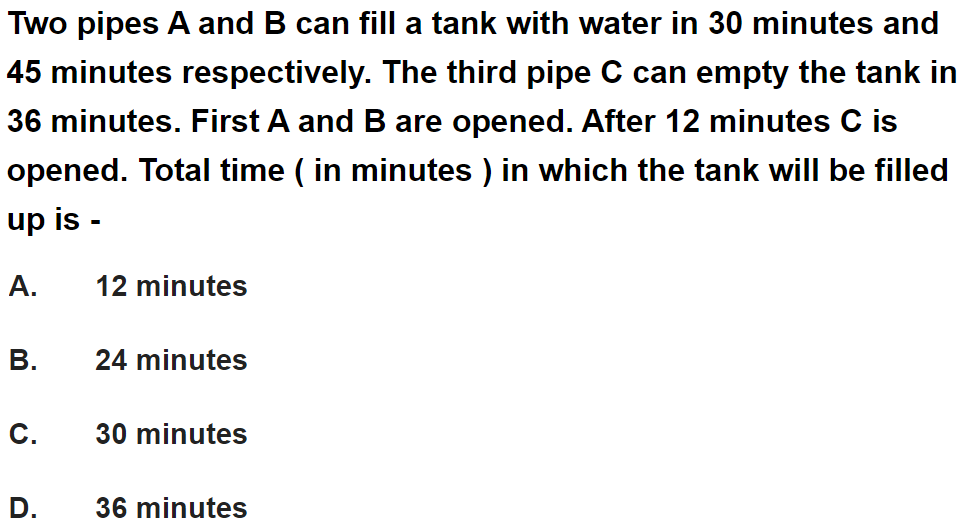 Two pipes A and B can fill a tank with water in 30 minutes and
45 minutes respectively. The third pipe C can empty the tank in
36 minutes. First A and B are opened. After 12 minutes C is
opened. Total time ( in minutes ) in which the tank will be filled
up is -
A. 12 minutes
B. 24 minutes
C. 30 minutes
D. 36 minutes